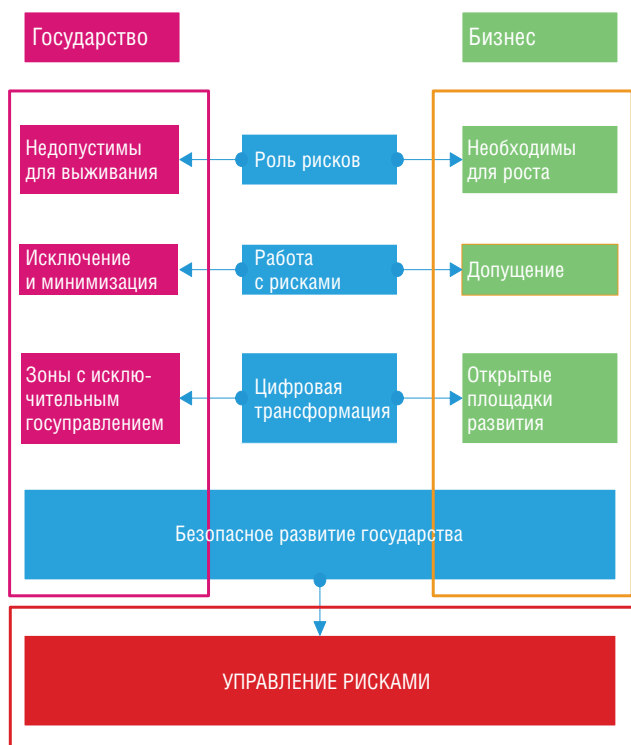 Государство
Бизнес
Недопустимы
для выживания
Роль рисков
Необходимы
для роста
Исключение
и минимизация
Работа
с рисками
Допущение
Зоны с исклю-
чительным
госуправлением
Цифровая
трансформация
Открытые
площадки
развития
Безопасное развитие государства
УПРАВЛЕНИЕ РИСКАМИ